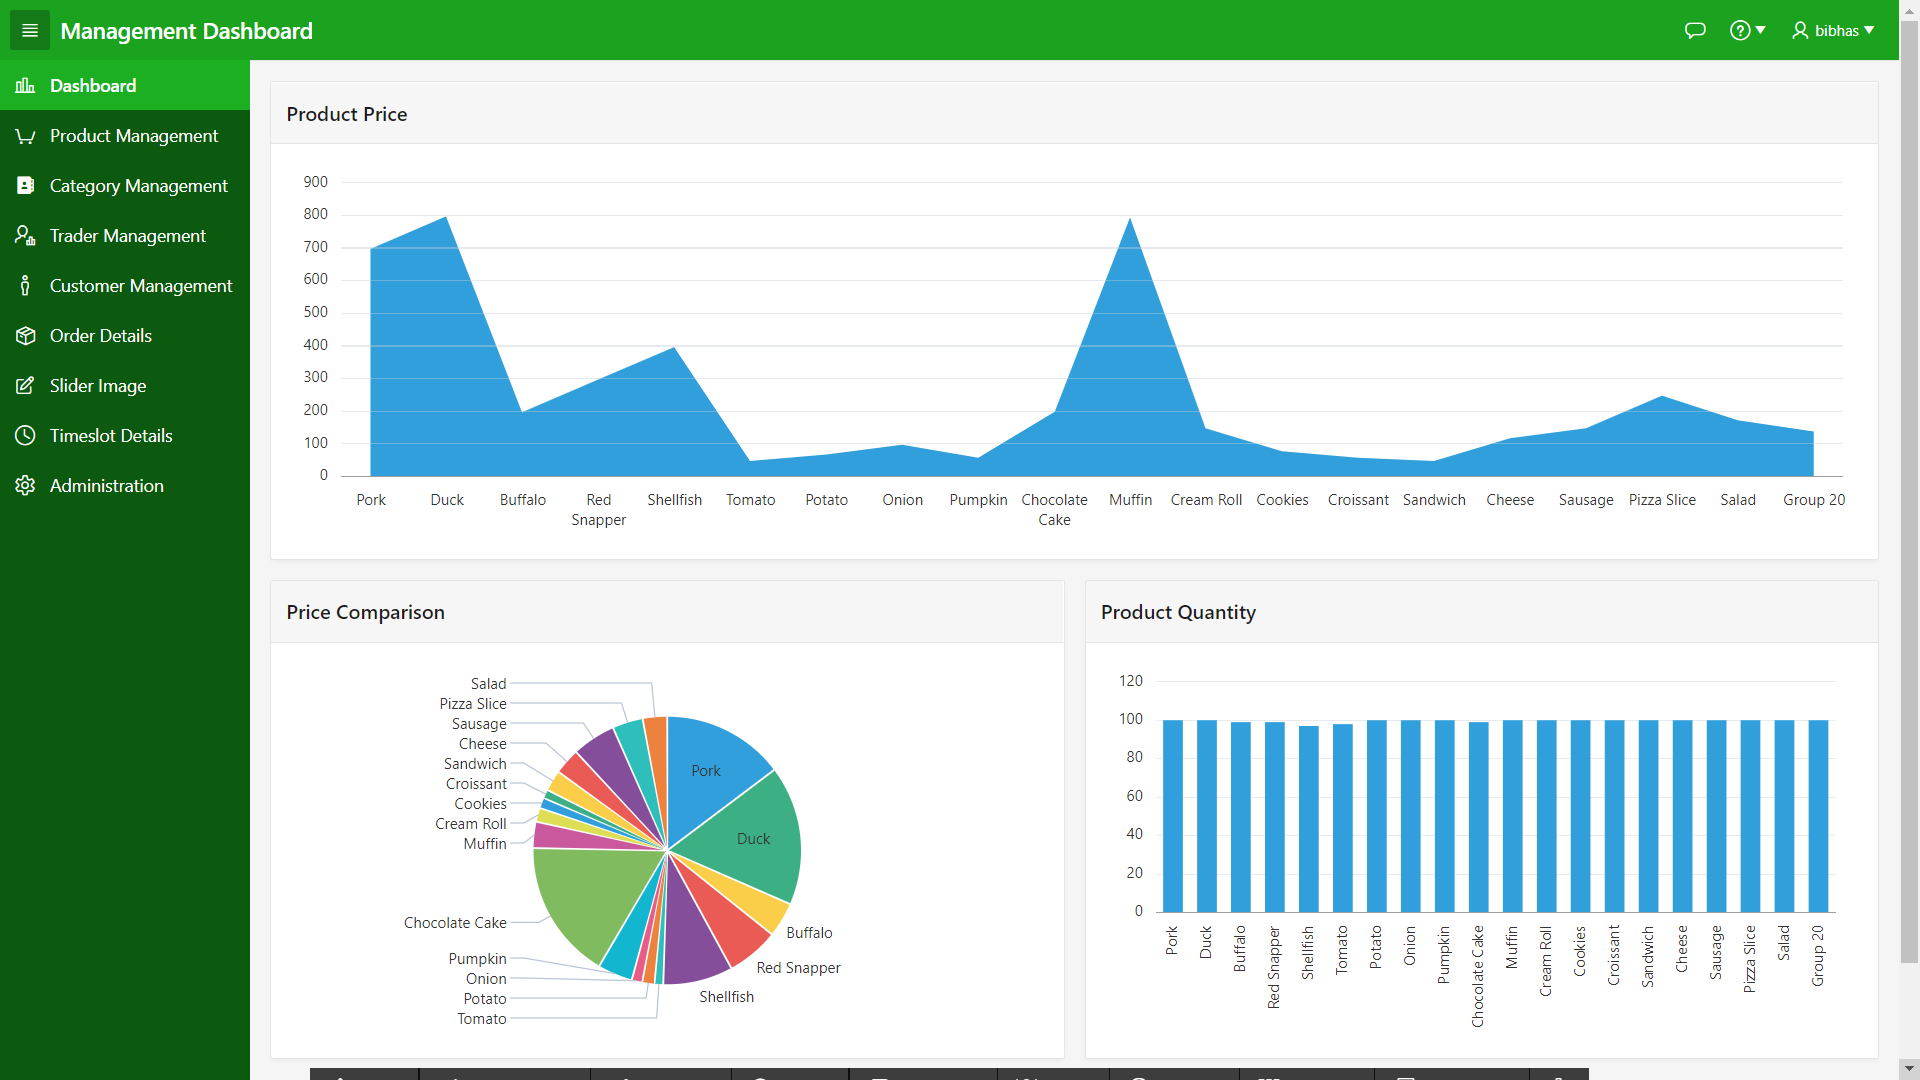 Management Dashboard
bibhas
Dashboard
Product Management
Category Management
Trader Management
Customer Management
Order Details
Slider Image
Timeslot Details
Administration
Product Price
900
800
700
600
500
400
300
200
100
0
Pork
Duck
Buffalo
Red
Snapper
Shellfish
Tomato
Potato
Onion
Pumpkin
Chocolate
Cake
Muffin
Cream Roll
Cookies
Croissant
Sandwich
Cheese
Sausage
Pizza Slice
Salad
Group 20
Price Comparison
Salad
Pizza Slice
Sausage
Cheese
Sandwich
Croissant
Cookies
Cream Roll
Muffin
Chocolate Cake
Pumpkin
Onion
Potato
Tomato
Pork
Duck
Buffalo
Red Snapper
Shellfish
Product Quantity
120
100
80
60
40
20
0
Pork
Duck
Buffalo
Red Snapper
Shellfish
Tomato
Potato
Onion
Pumpkin
Chocolate Cake
Muffin
Cream Roll
Cookies
Croissant
Sandwich
Cheese
Sausage
Pizza Slice
Salad
Group 20